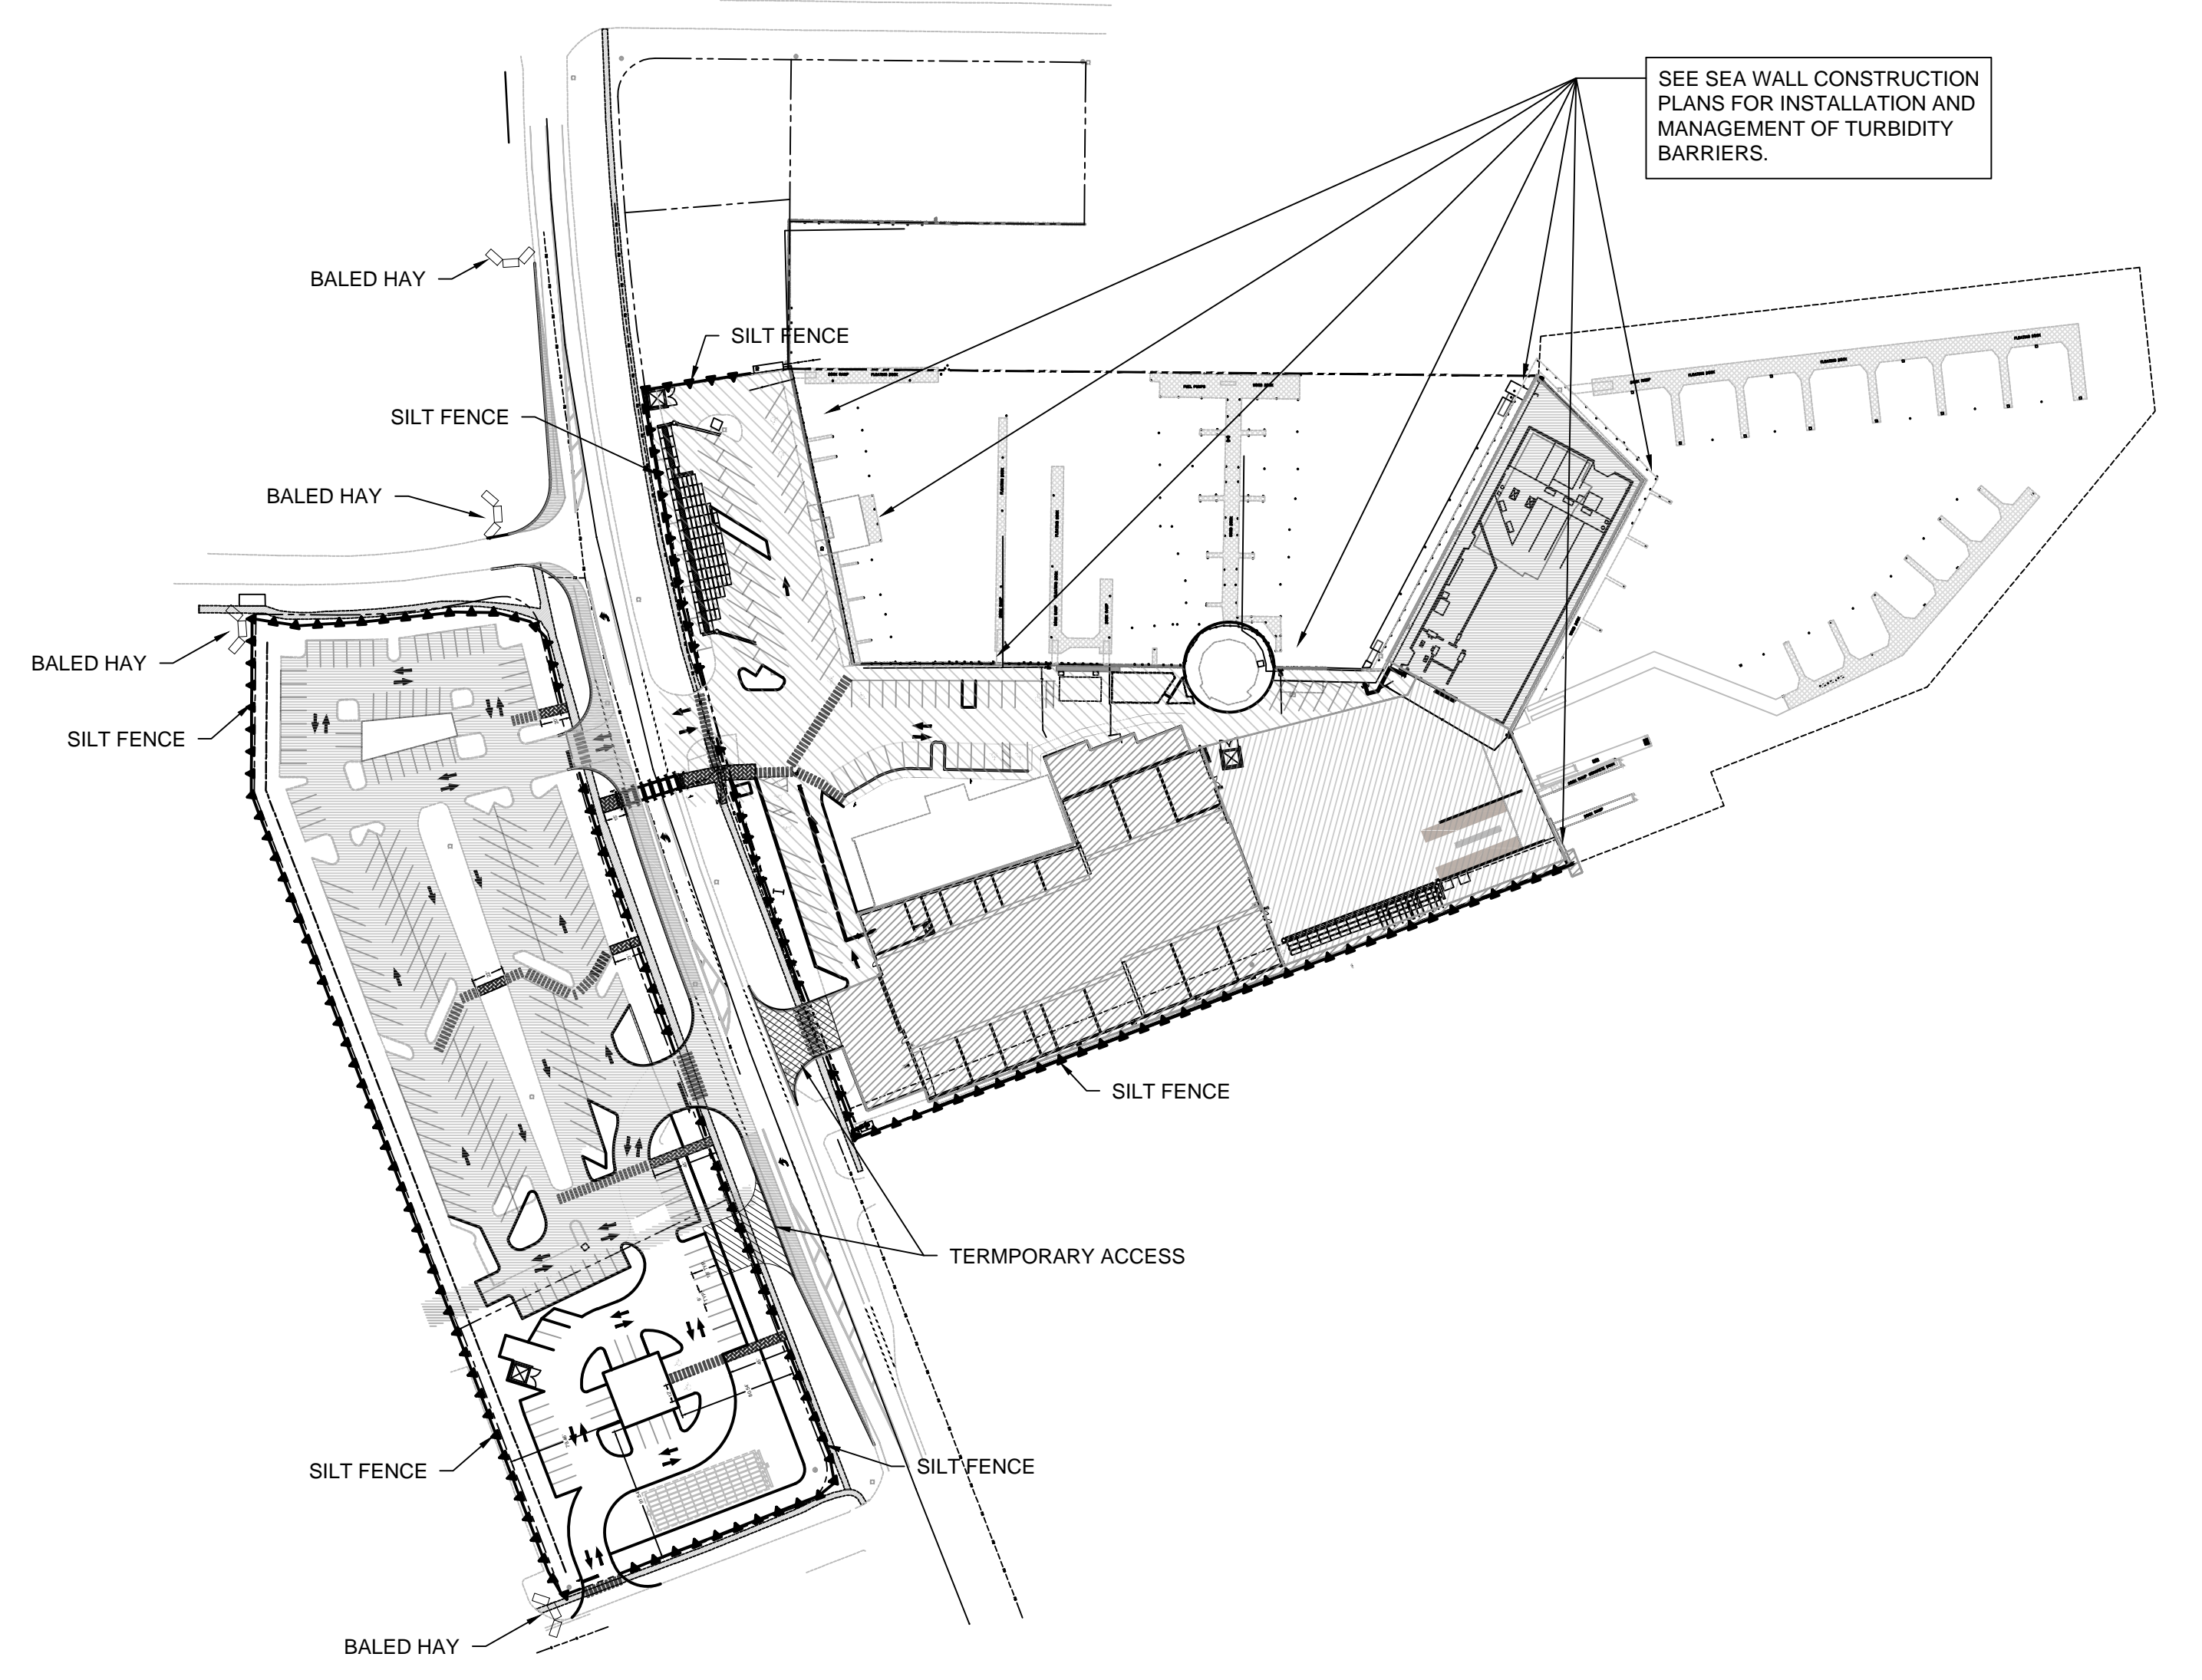 SEE SEA WALL CONSTRUCTION
PLANS FOR INSTALLATION AND
MANAGEMENT OF TURBIDITY
BARRIERS.
BALED HAY
SILT FENCE
SILT FENCE
BALED HAY
BALED HAY
SILT FENCE
SILT FENCE
TERMPORARY ACCESS
SILT FENCE
SILT FENCE
BALED HAY